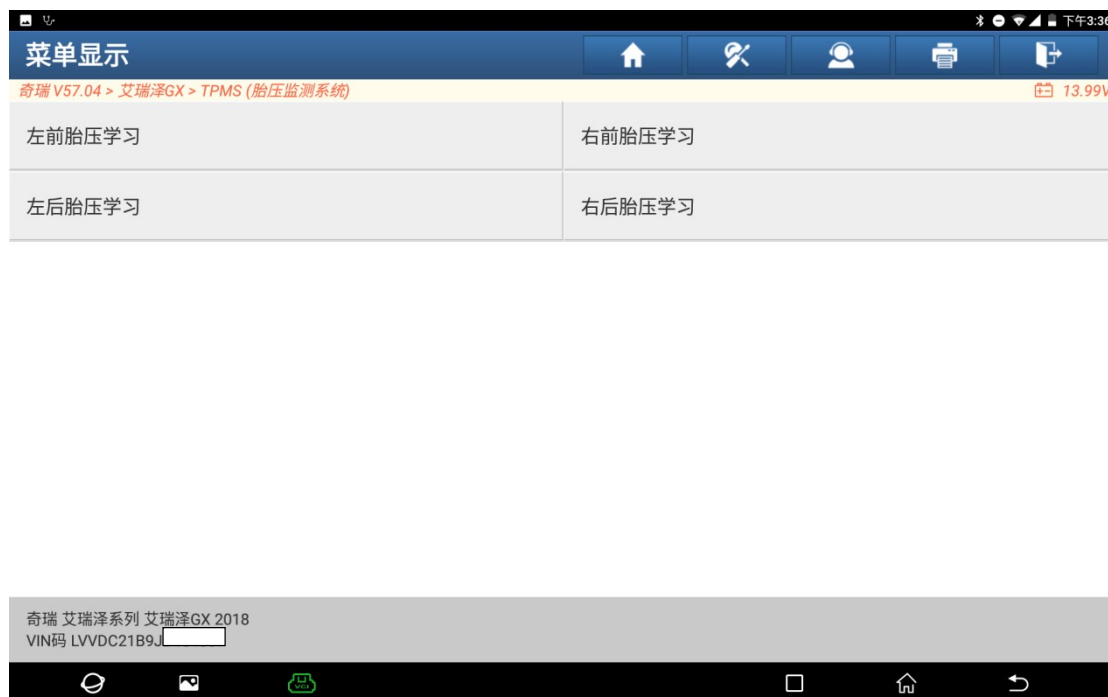 下午3:36
菜单显示
奇瑞 V57.04 > 艾瑞泽GX > TPMS (胎压监测系统)
13.99V
左前胎压学习
右前胎压学习
左后胎压学习
右后胎压学习
奇瑞 艾瑞泽系列 艾瑞泽GX 2018
VIN码 LVVDC21B9J
VCI